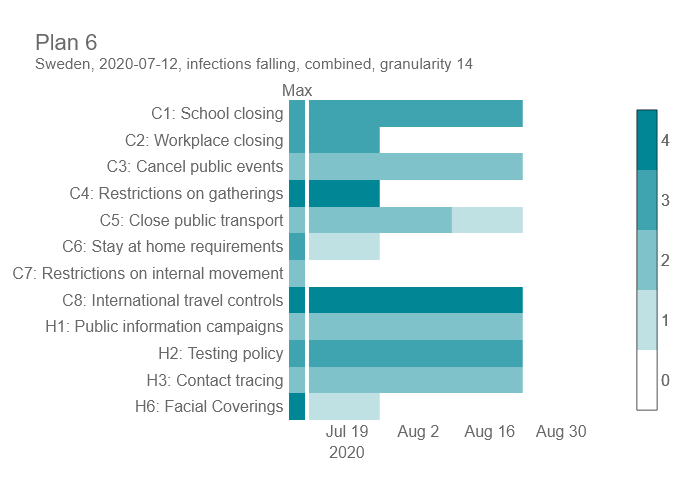 Plan 6
Sweden, 2020-07-12, infections falling, combined, granularity 14
Max
C1: School closing
C2: Workplace closing
C3: Cancel public events
C4: Restrictions on gatherings
C5: Close public transport
C6: Stay at home requirements
C7: Restrictions on internal movement
C8: International travel controls
H1: Public information campaigns
H2: Testing policy
H3: Contact tracing
H6: Facial Coverings
Jul 19 Aug 2 Aug 16 Aug 30
2020
4
3
2
1
0